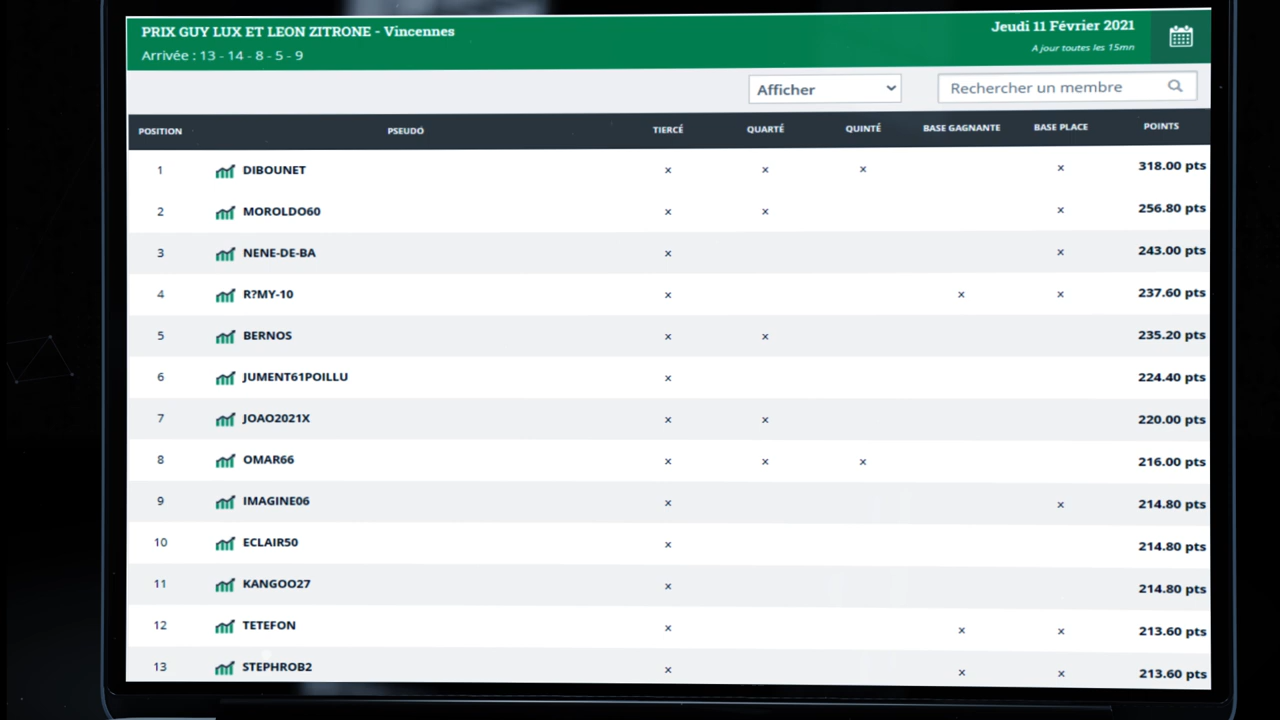 PRIX GUY LUX ET LEON ZITRONE - Vincennes
Jeudi 11 Février 2021
Arrivée : 13 - 14 - 8 - 5 - 9
A jour toutes les 15mn
Afficher
Rechercher un membre
POSITION PSEUDO TIERCÉ QUARTÉ QUINTÉ BASE GAGNANTE BASE PLACE POINTS
1 DIBOUNET × × × × 318.00 pts
2 MOROLDO60 × × × 256.80 pts
3 NENE-DE-BA × × 243.00 pts
4 R?MY-10 × × × 237.60 pts
5 BERNOS × × 235.20 pts
6 JUMENT61POILLU × 224.40 pts
7 JOAO2021X × × 220.00 pts
8 OMAR66 × × × 216.00 pts
9 IMAGINE06 × × 214.80 pts
10 ECLAIR50 × 214.80 pts
11 KANGOO27 × 214.80 pts
12 TETEFON × × × 213.60 pts
13 STEPHROB2 × × × 213.60 pts